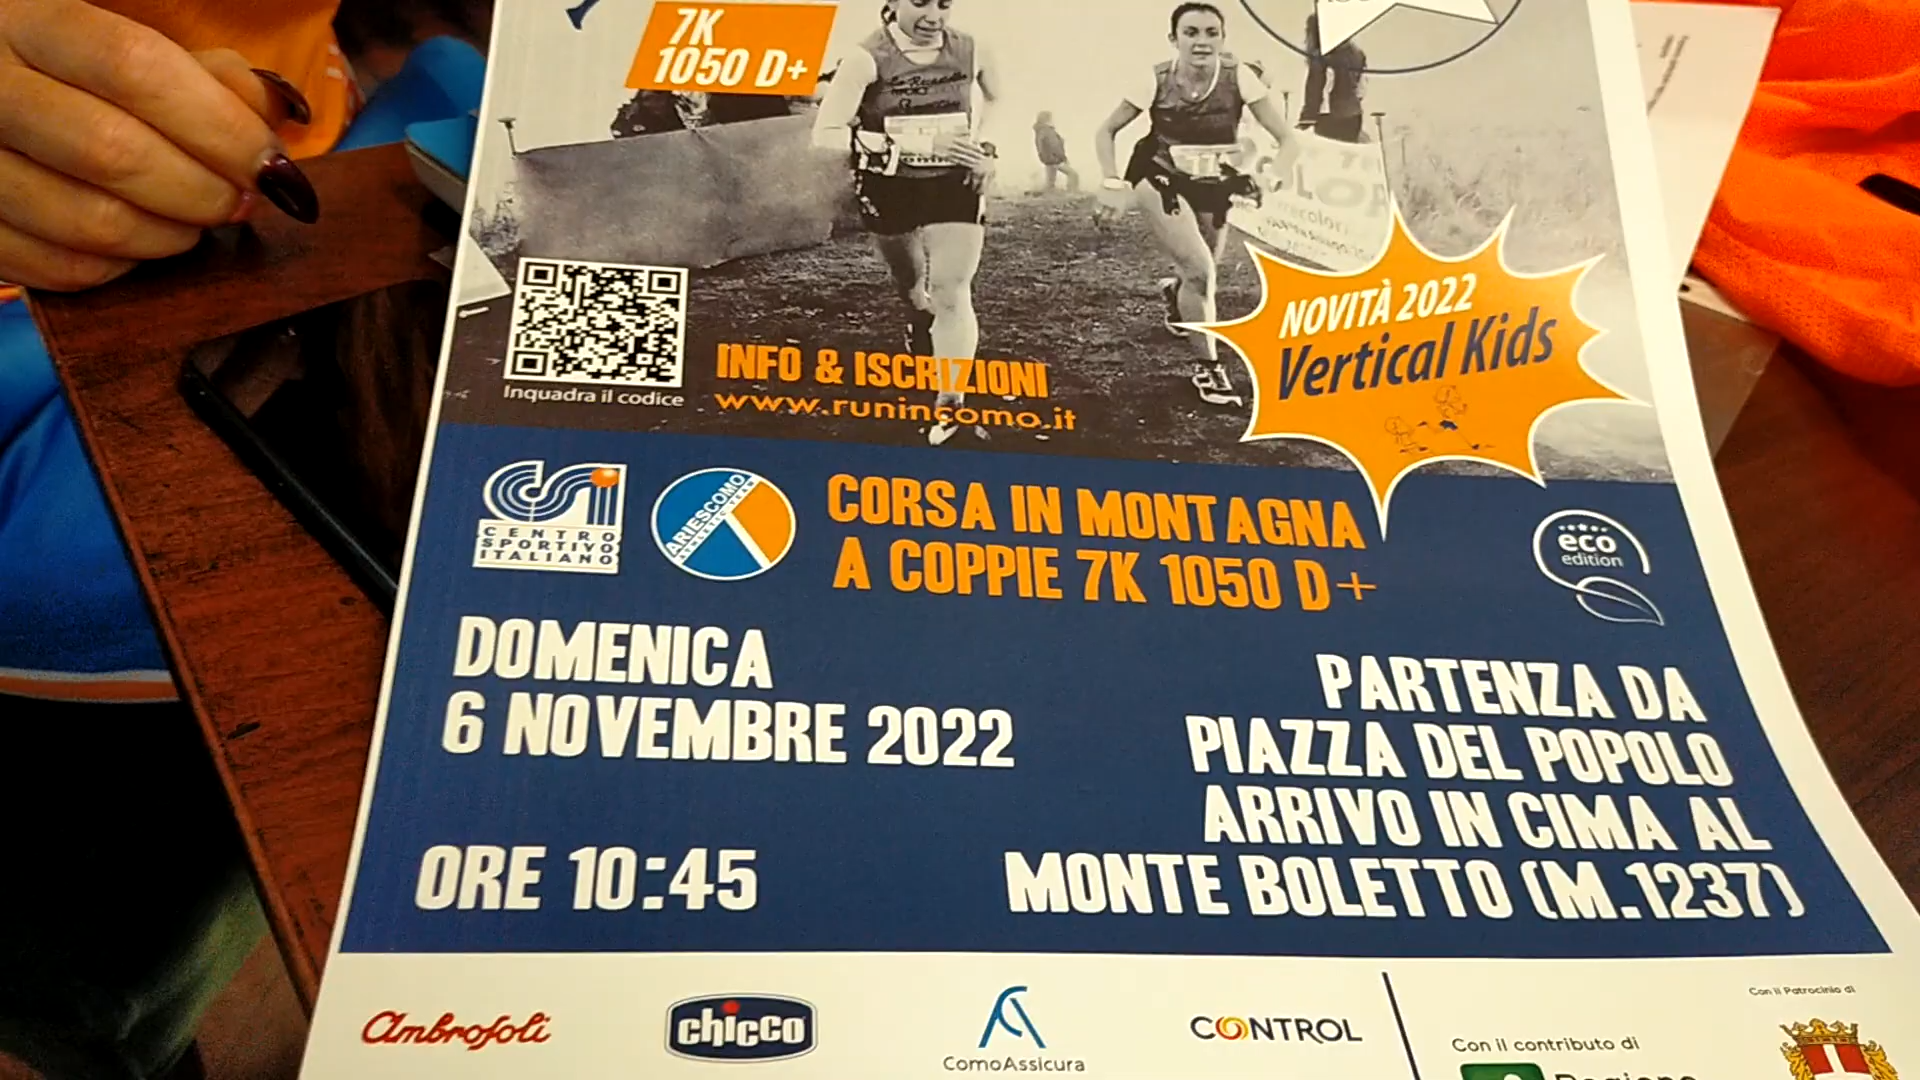 7K
1050 D+
NOVITÀ 2022
Vertical Kids
INFO & ISCRIZIONI
www.runincomo.it
Inquadra il codice
CSI
CENTRO
SPORTIVO
ITALIANO
ARIESCOMO
CORSA IN MONTAGNA
A COPPIE 7K 1050 D+
eco
edition
DOMENICA
6 NOVEMBRE 2022
ORE 10:45
PARTENZA DA
PIAZZA DEL POPOLO
ARRIVO IN CIMA AL
MONTE BOLETTO (M.1237)
Ambrofoli
chicco
ComoAssicura
CONTROL
Con il contributo di
Con il Patrocinio di